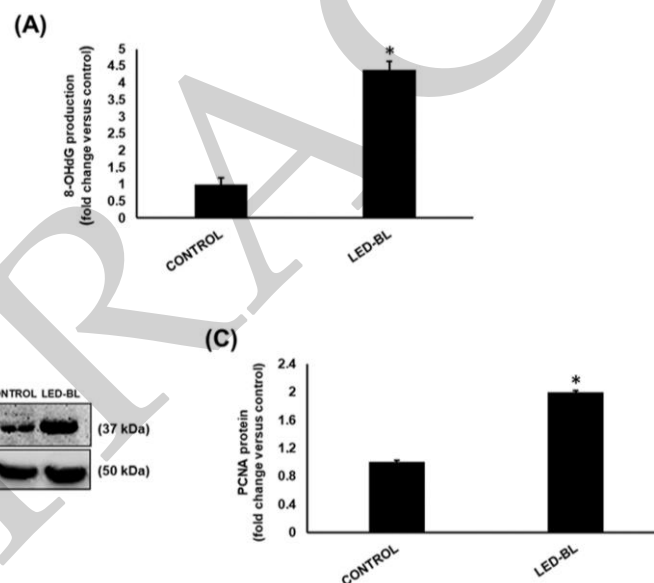 (A)
8-OHdG production
(fold change versus control)
5
4.5
4
3.5
3
2.5
2
1.5
1
0.5
0
*
CONTROL
LED-BL
(C)
ONTROL LED-BL
(37 kDa)
(50 kDa)
PCNA protein
(fold change versus control)
2.4
2
1.6
1.2
0.8
0.4
0
*
CONTROL
LED-BL